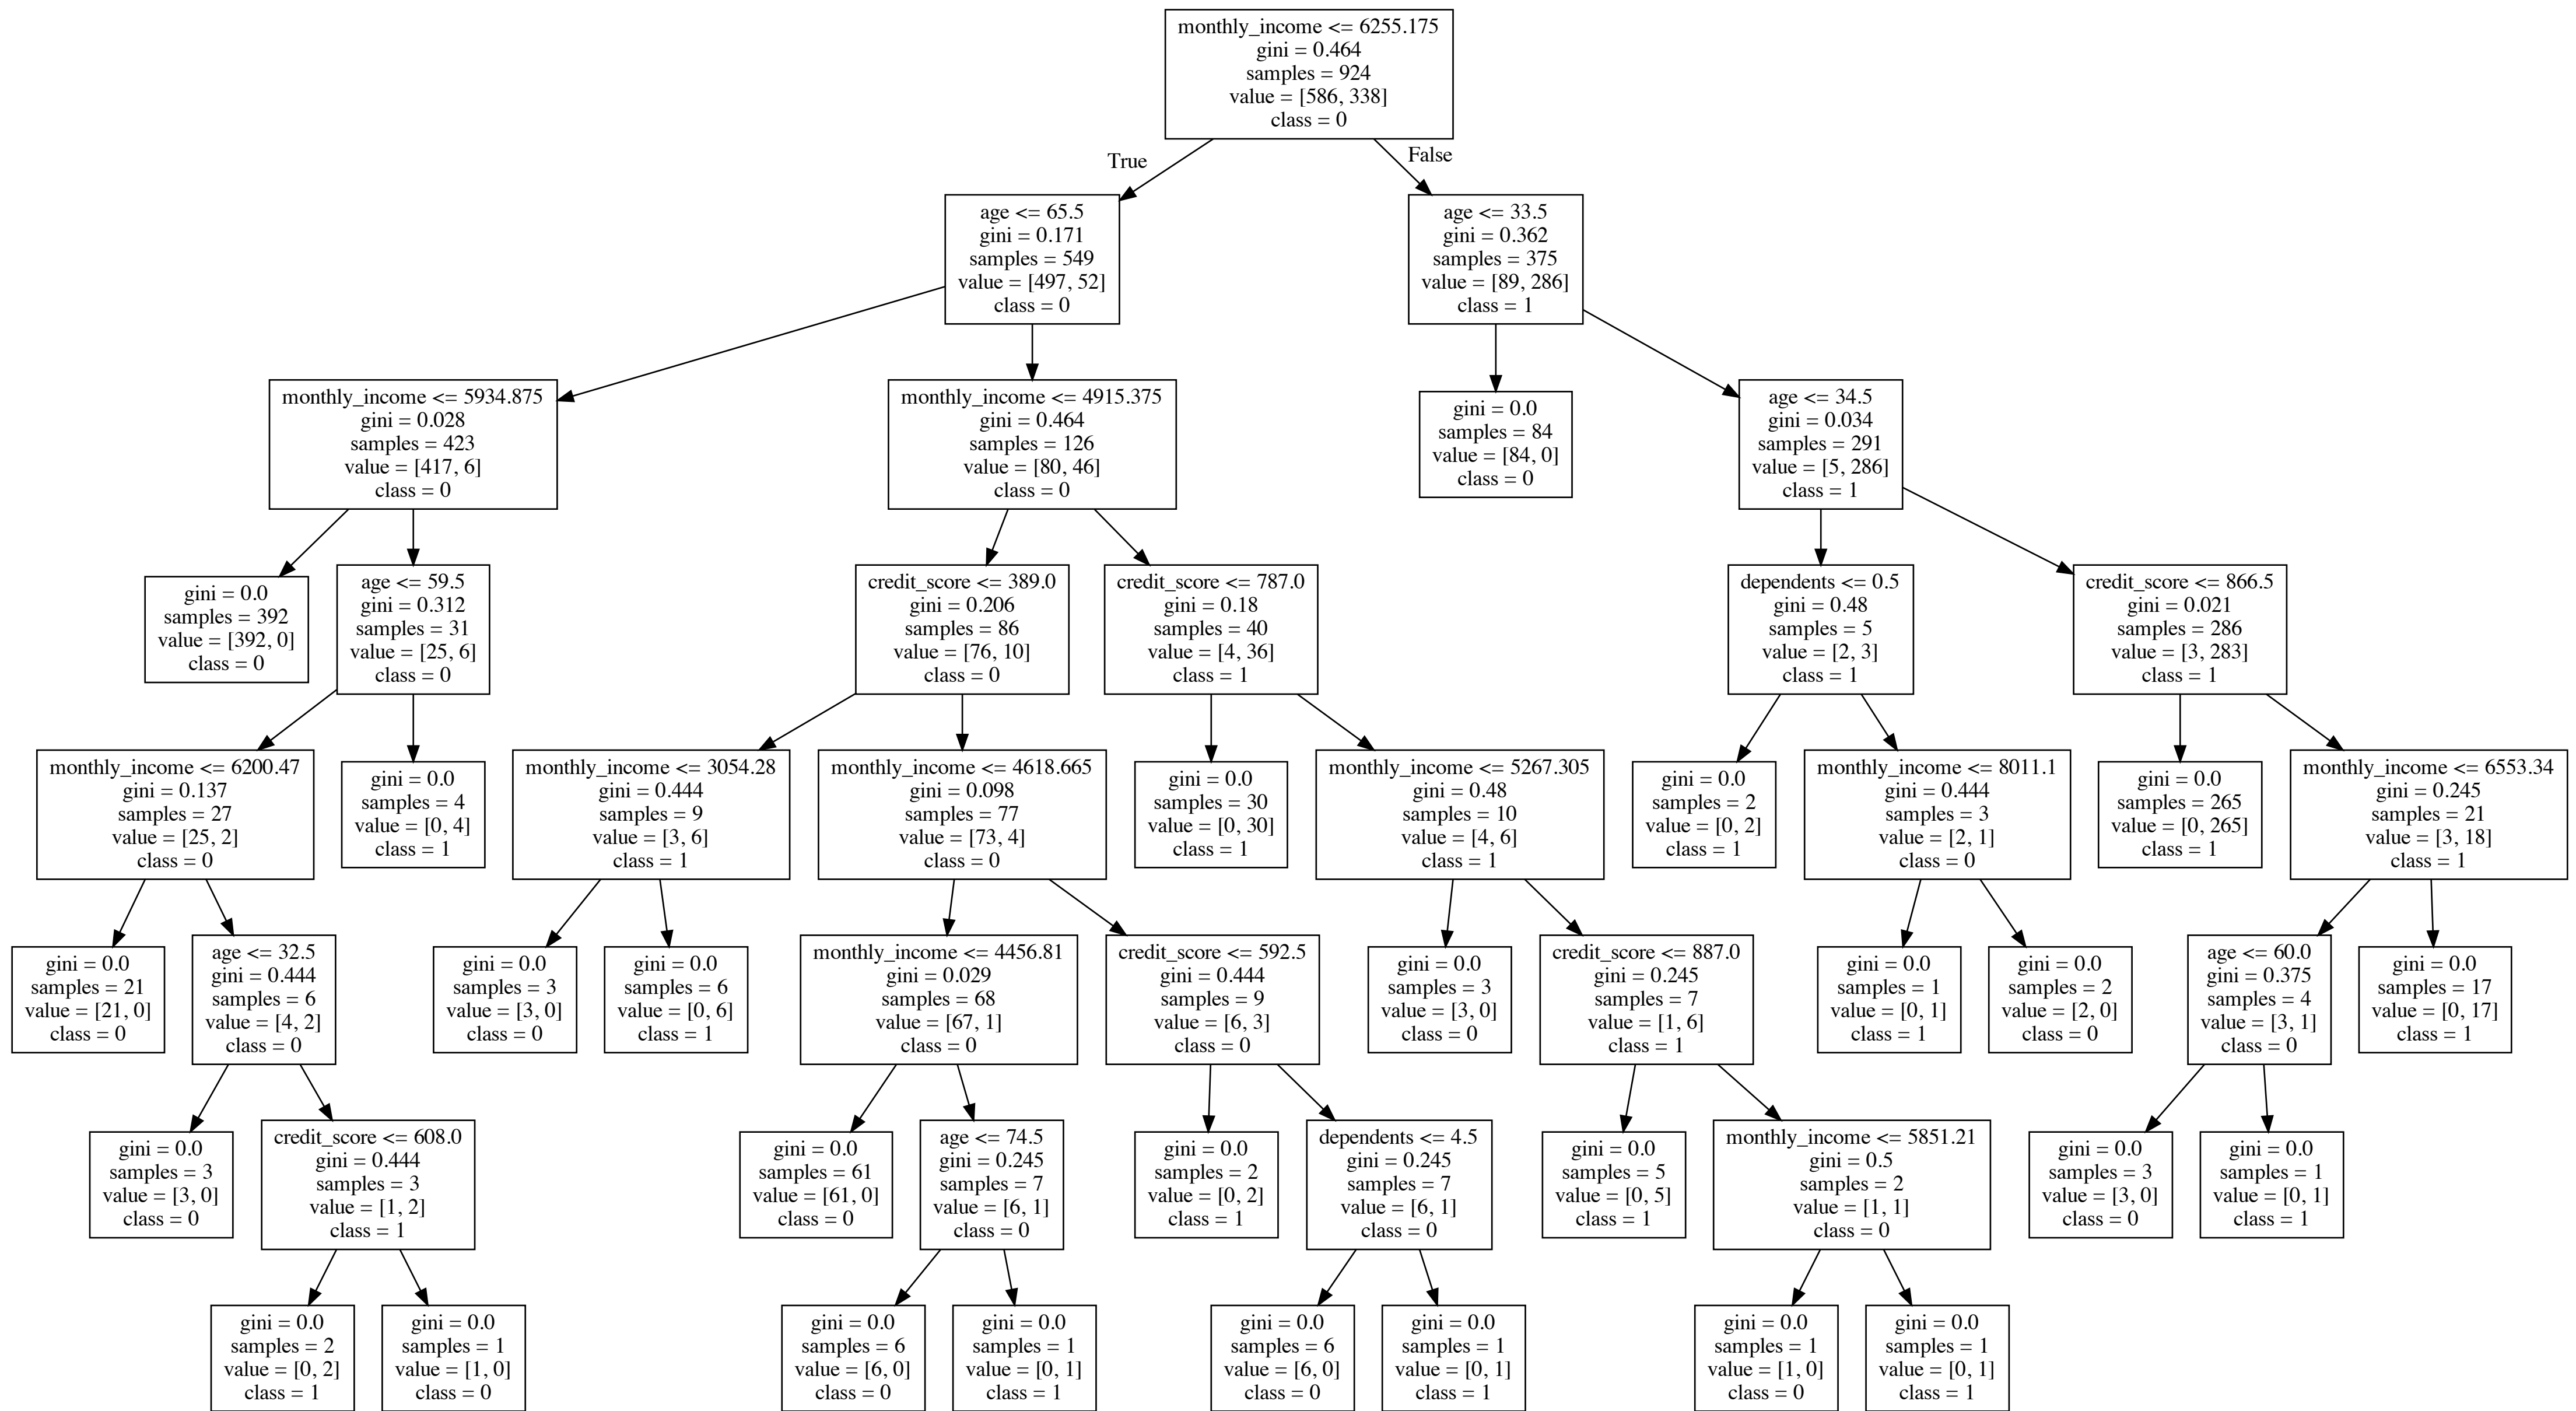 monthly_income <= 6255.175
gini = 0.464
samples = 924
value = [586, 338]
class = 0
True
False
age <= 65.5
gini = 0.171
samples = 549
value = [497, 52]
class = 0
age <= 33.5
gini = 0.362
samples = 375
value = [89, 286]
class = 1
monthly_income <= 5934.875
gini = 0.028
samples = 423
value = [417, 6]
class = 0
monthly_income <= 4915.375
gini = 0.464
samples = 126
value = [80, 46]
class = 0
gini = 0.0
samples = 84
value = [84, 0]
class = 0
age <= 34.5
gini = 0.034
samples = 291
value = [5, 286]
class = 1
gini = 0.0
samples = 392
value = [392, 0]
class = 0
age <= 59.5
gini = 0.312
samples = 31
value = [25, 6]
class = 0
credit_score <= 389.0
gini = 0.206
samples = 86
value = [76, 10]
class = 0
credit_score <= 787.0
gini = 0.18
samples = 40
value = [4, 36]
class = 1
dependents <= 0.5
gini = 0.48
samples = 5
value = [2, 3]
class = 1
credit_score <= 866.5
gini = 0.021
samples = 286
value = [3, 283]
class = 1
monthly_income <= 6200.47
gini = 0.137
samples = 27
value = [25, 2]
class = 0
gini = 0.0
samples = 4
value = [0, 4]
class = 1
monthly_income <= 3054.28
gini = 0.444
samples = 9
value = [3, 6]
class = 1
monthly_income <= 4618.665
gini = 0.098
samples = 77
value = [73, 4]
class = 0
gini = 0.0
samples = 30
value = [0, 30]
class = 1
monthly_income <= 5267.305
gini = 0.48
samples = 10
value = [4, 6]
class = 1
gini = 0.0
samples = 2
value = [0, 2]
class = 1
monthly_income <= 8011.1
gini = 0.444
samples = 3
value = [2, 1]
class = 0
gini = 0.0
samples = 265
value = [0, 265]
class = 1
monthly_income <= 6553.34
gini = 0.245
samples = 21
value = [3, 18]
class = 1
gini = 0.0
samples = 21
value = [21, 0]
class = 0
age <= 32.5
gini = 0.444
samples = 6
value = [4, 2]
class = 0
gini = 0.0
samples = 3
value = [3, 0]
class = 0
gini = 0.0
samples = 6
value = [0, 6]
class = 1
monthly_income <= 4456.81
gini = 0.029
samples = 68
value = [67, 1]
class = 0
credit_score <= 592.5
gini = 0.444
samples = 9
value = [6, 3]
class = 0
gini = 0.0
samples = 3
value = [3, 0]
class = 0
credit_score <= 887.0
gini = 0.245
samples = 7
value = [1, 6]
class = 1
gini = 0.0
samples = 1
value = [0, 1]
class = 1
gini = 0.0
samples = 2
value = [2, 0]
class = 0
age <= 60.0
gini = 0.375
samples = 4
value = [3, 1]
class = 0
gini = 0.0
samples = 17
value = [0, 17]
class = 1
gini = 0.0
samples = 3
value = [3, 0]
class = 0
credit_score <= 608.0
gini = 0.444
samples = 3
value = [1, 2]
class = 1
gini = 0.0
samples = 61
value = [61, 0]
class = 0
age <= 74.5
gini = 0.245
samples = 7
value = [6, 1]
class = 0
gini = 0.0
samples = 2
value = [0, 2]
class = 1
dependents <= 4.5
gini = 0.245
samples = 7
value = [6, 1]
class = 0
gini = 0.0
samples = 5
value = [0, 5]
class = 1
monthly_income <= 5851.21
gini = 0.5
samples = 2
value = [1, 1]
class = 0
gini = 0.0
samples = 3
value = [3, 0]
class = 0
gini = 0.0
samples = 1
value = [0, 1]
class = 1
gini = 0.0
samples = 2
value = [0, 2]
class = 1
gini = 0.0
samples = 1
value = [1, 0]
class = 0
gini = 0.0
samples = 6
value = [6, 0]
class = 0
gini = 0.0
samples = 1
value = [0, 1]
class = 1
gini = 0.0
samples = 6
value = [6, 0]
class = 0
gini = 0.0
samples = 1
value = [0, 1]
class = 1
gini = 0.0
samples = 1
value = [1, 0]
class = 0
gini = 0.0
samples = 1
value = [0, 1]
class = 1